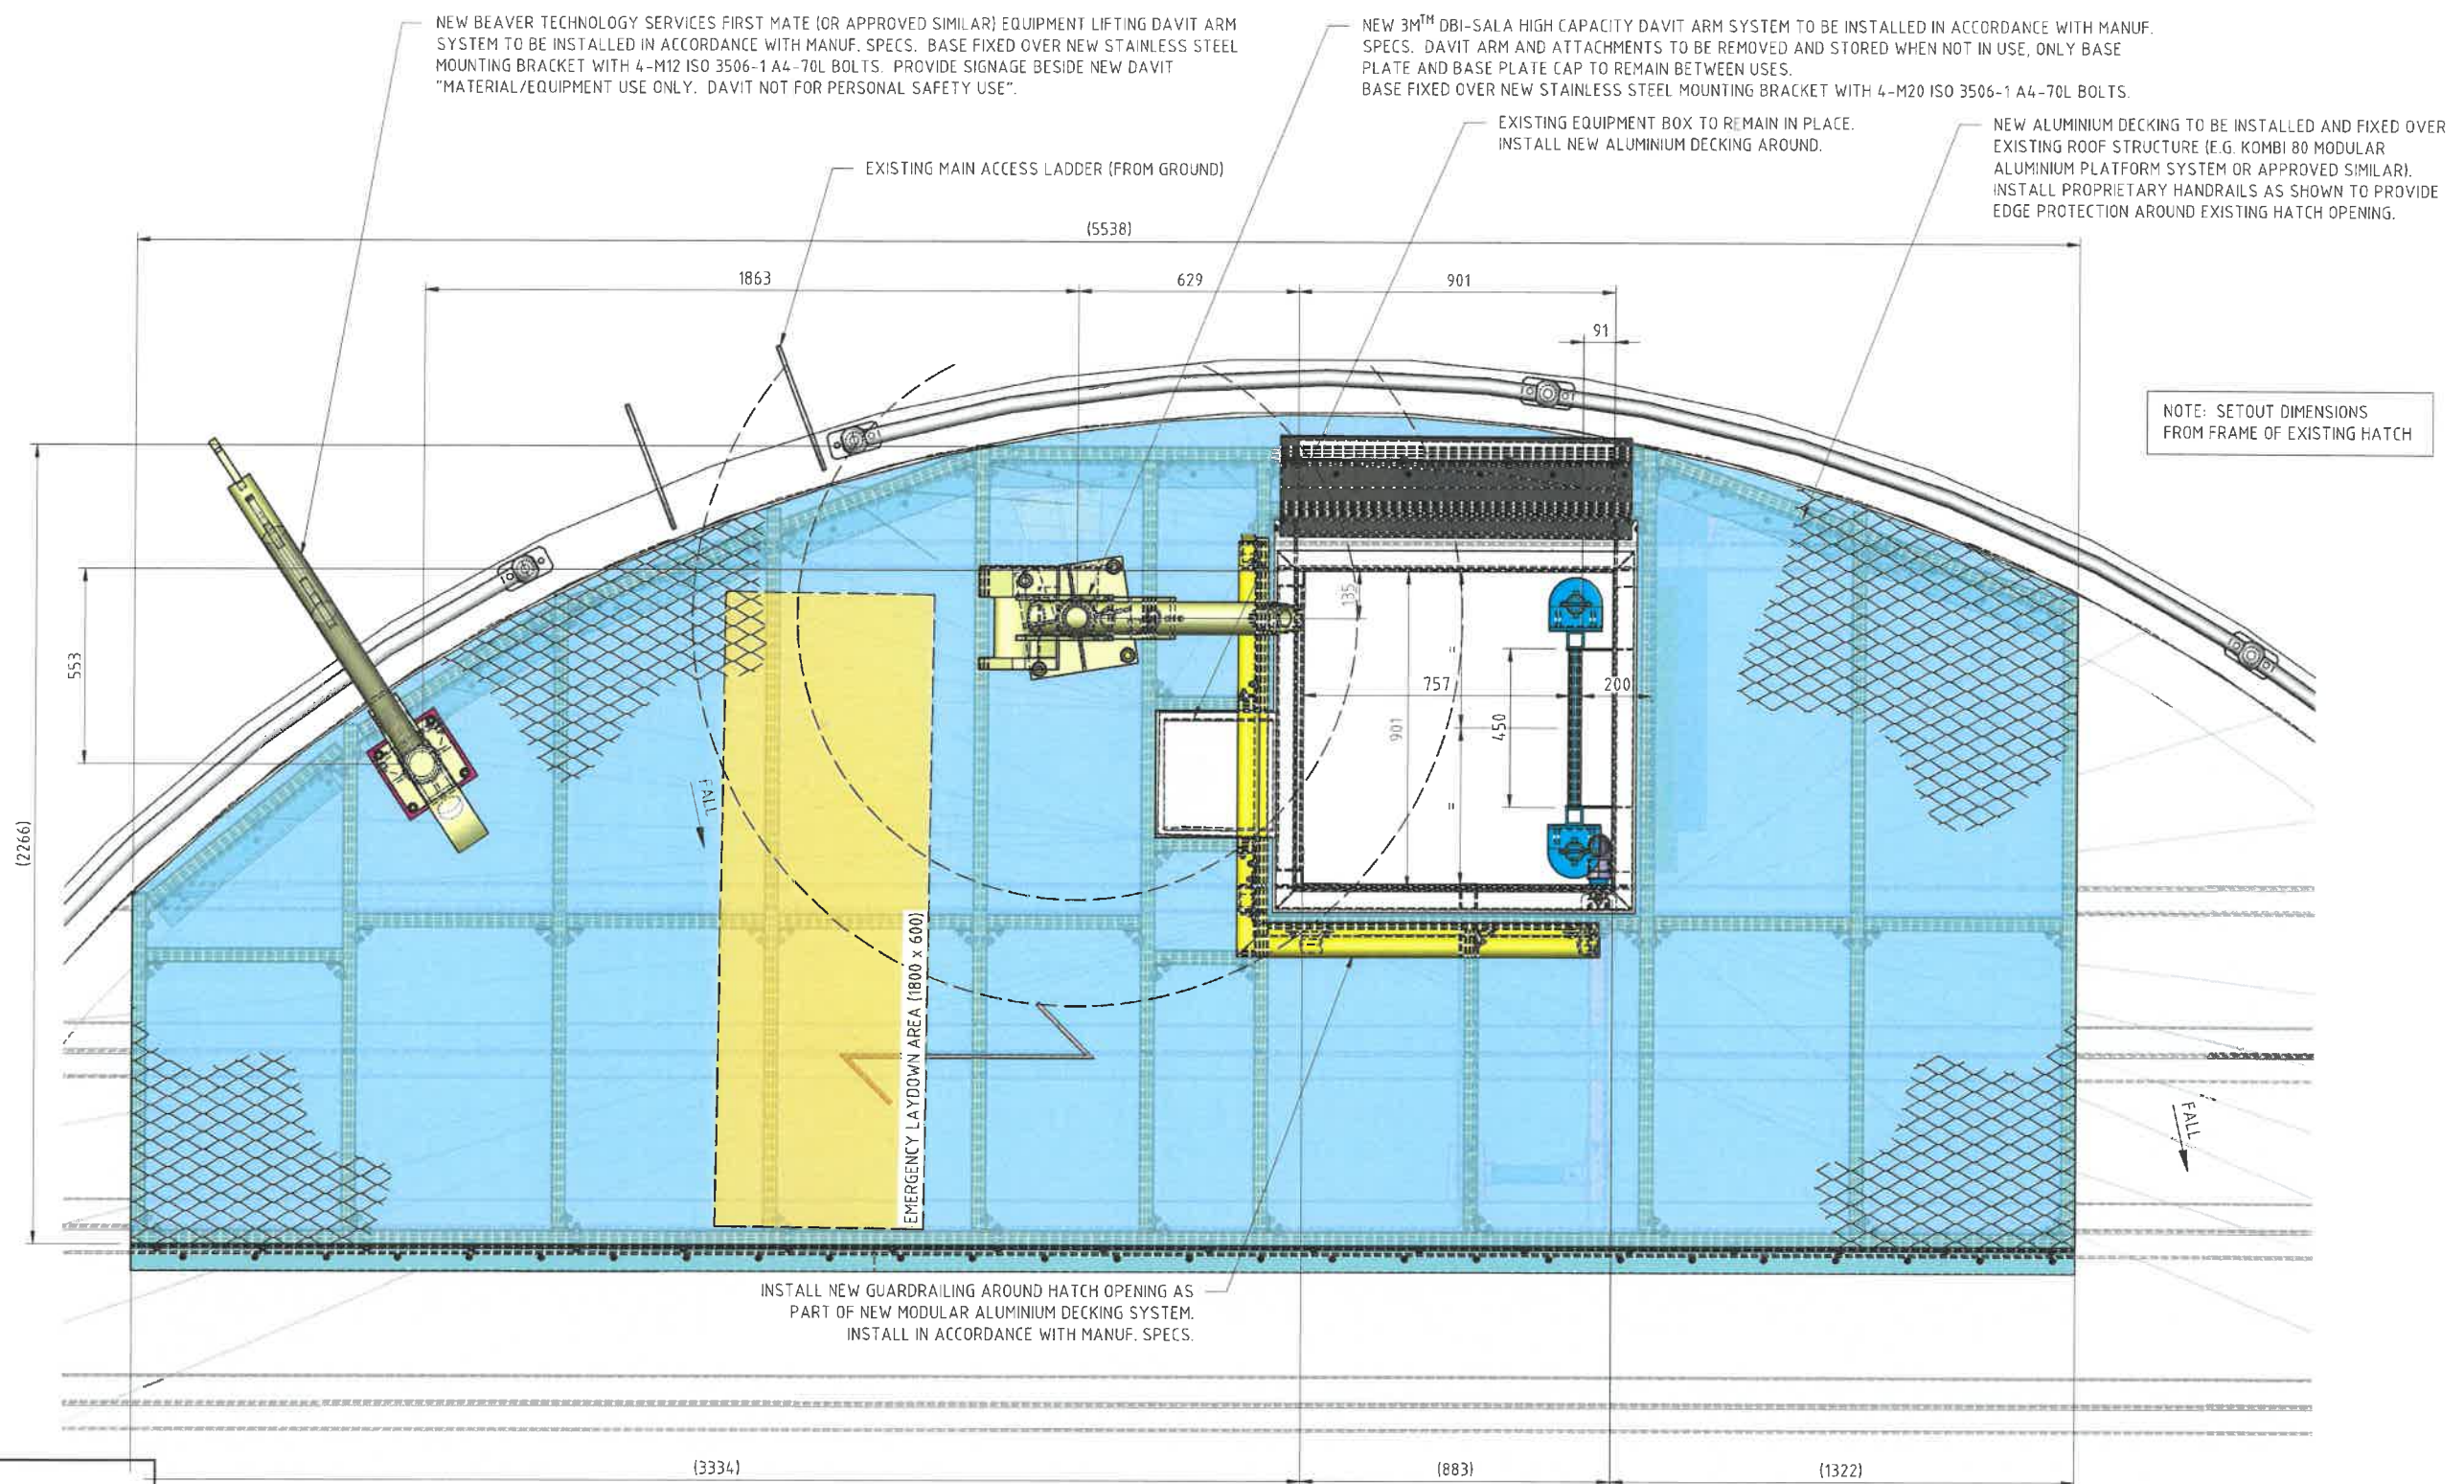 NEW BEAVER TECHNOLOGY SERVICES FIRST MATE (OR APPROVED SIMILAR) EQUIPMENT LIFTING DAVIT ARM
SYSTEM TO BE INSTALLED IN ACCORDANCE WITH MANUF. SPECS. BASE FIXED OVER NEW STAINLESS STEEL
MOUNTING BRACKET WITH 4-M12 ISO 3506-1 A4-70L BOLTS. PROVIDE SIGNAGE BESIDE NEW DAVIT
"MATERIAL/EQUIPMENT USE ONLY. DAVIT NOT FOR PERSONAL SAFETY USE".
NEW 3M™ DBI-SALA HIGH CAPACITY DAVIT ARM SYSTEM TO BE INSTALLED IN ACCORDANCE WITH MANUF.
SPECS. DAVIT ARM AND ATTACHMENTS TO BE REMOVED AND STORED WHEN NOT IN USE, ONLY BASE
PLATE AND BASE PLATE CAP TO REMAIN BETWEEN USES.
BASE FIXED OVER NEW STAINLESS STEEL MOUNTING BRACKET WITH 4-M20 ISO 3506-1 A4-70L BOLTS.
EXISTING EQUIPMENT BOX TO REMAIN IN PLACE.
INSTALL NEW ALUMINIUM DECKING AROUND.
NEW ALUMINIUM DECKING TO BE INSTALLED AND FIXED OVER
EXISTING ROOF STRUCTURE (E.G. KOMBI 80 MODULAR
ALUMINIUM PLATFORM SYSTEM OR APPROVED SIMILAR).
INSTALL PROPRIETARY HANDRAILS AS SHOWN TO PROVIDE
EDGE PROTECTION AROUND EXISTING HATCH OPENING.
EXISTING MAIN ACCESS LADDER (FROM GROUND)
(5538)
1863
629
901
91
NOTE: SETOUT DIMENSIONS
FROM FRAME OF EXISTING HATCH
553
(2266)
135
757
200
901
450
=
=
FALL
EMERGENCY LAYDOWN AREA (1800 x 600)
FALL
INSTALL NEW GUARDRAILING AROUND HATCH OPENING AS
PART OF NEW MODULAR ALUMINIUM DECKING SYSTEM.
INSTALL IN ACCORDANCE WITH MANUF. SPECS.
(3334)
(883)
(1322)